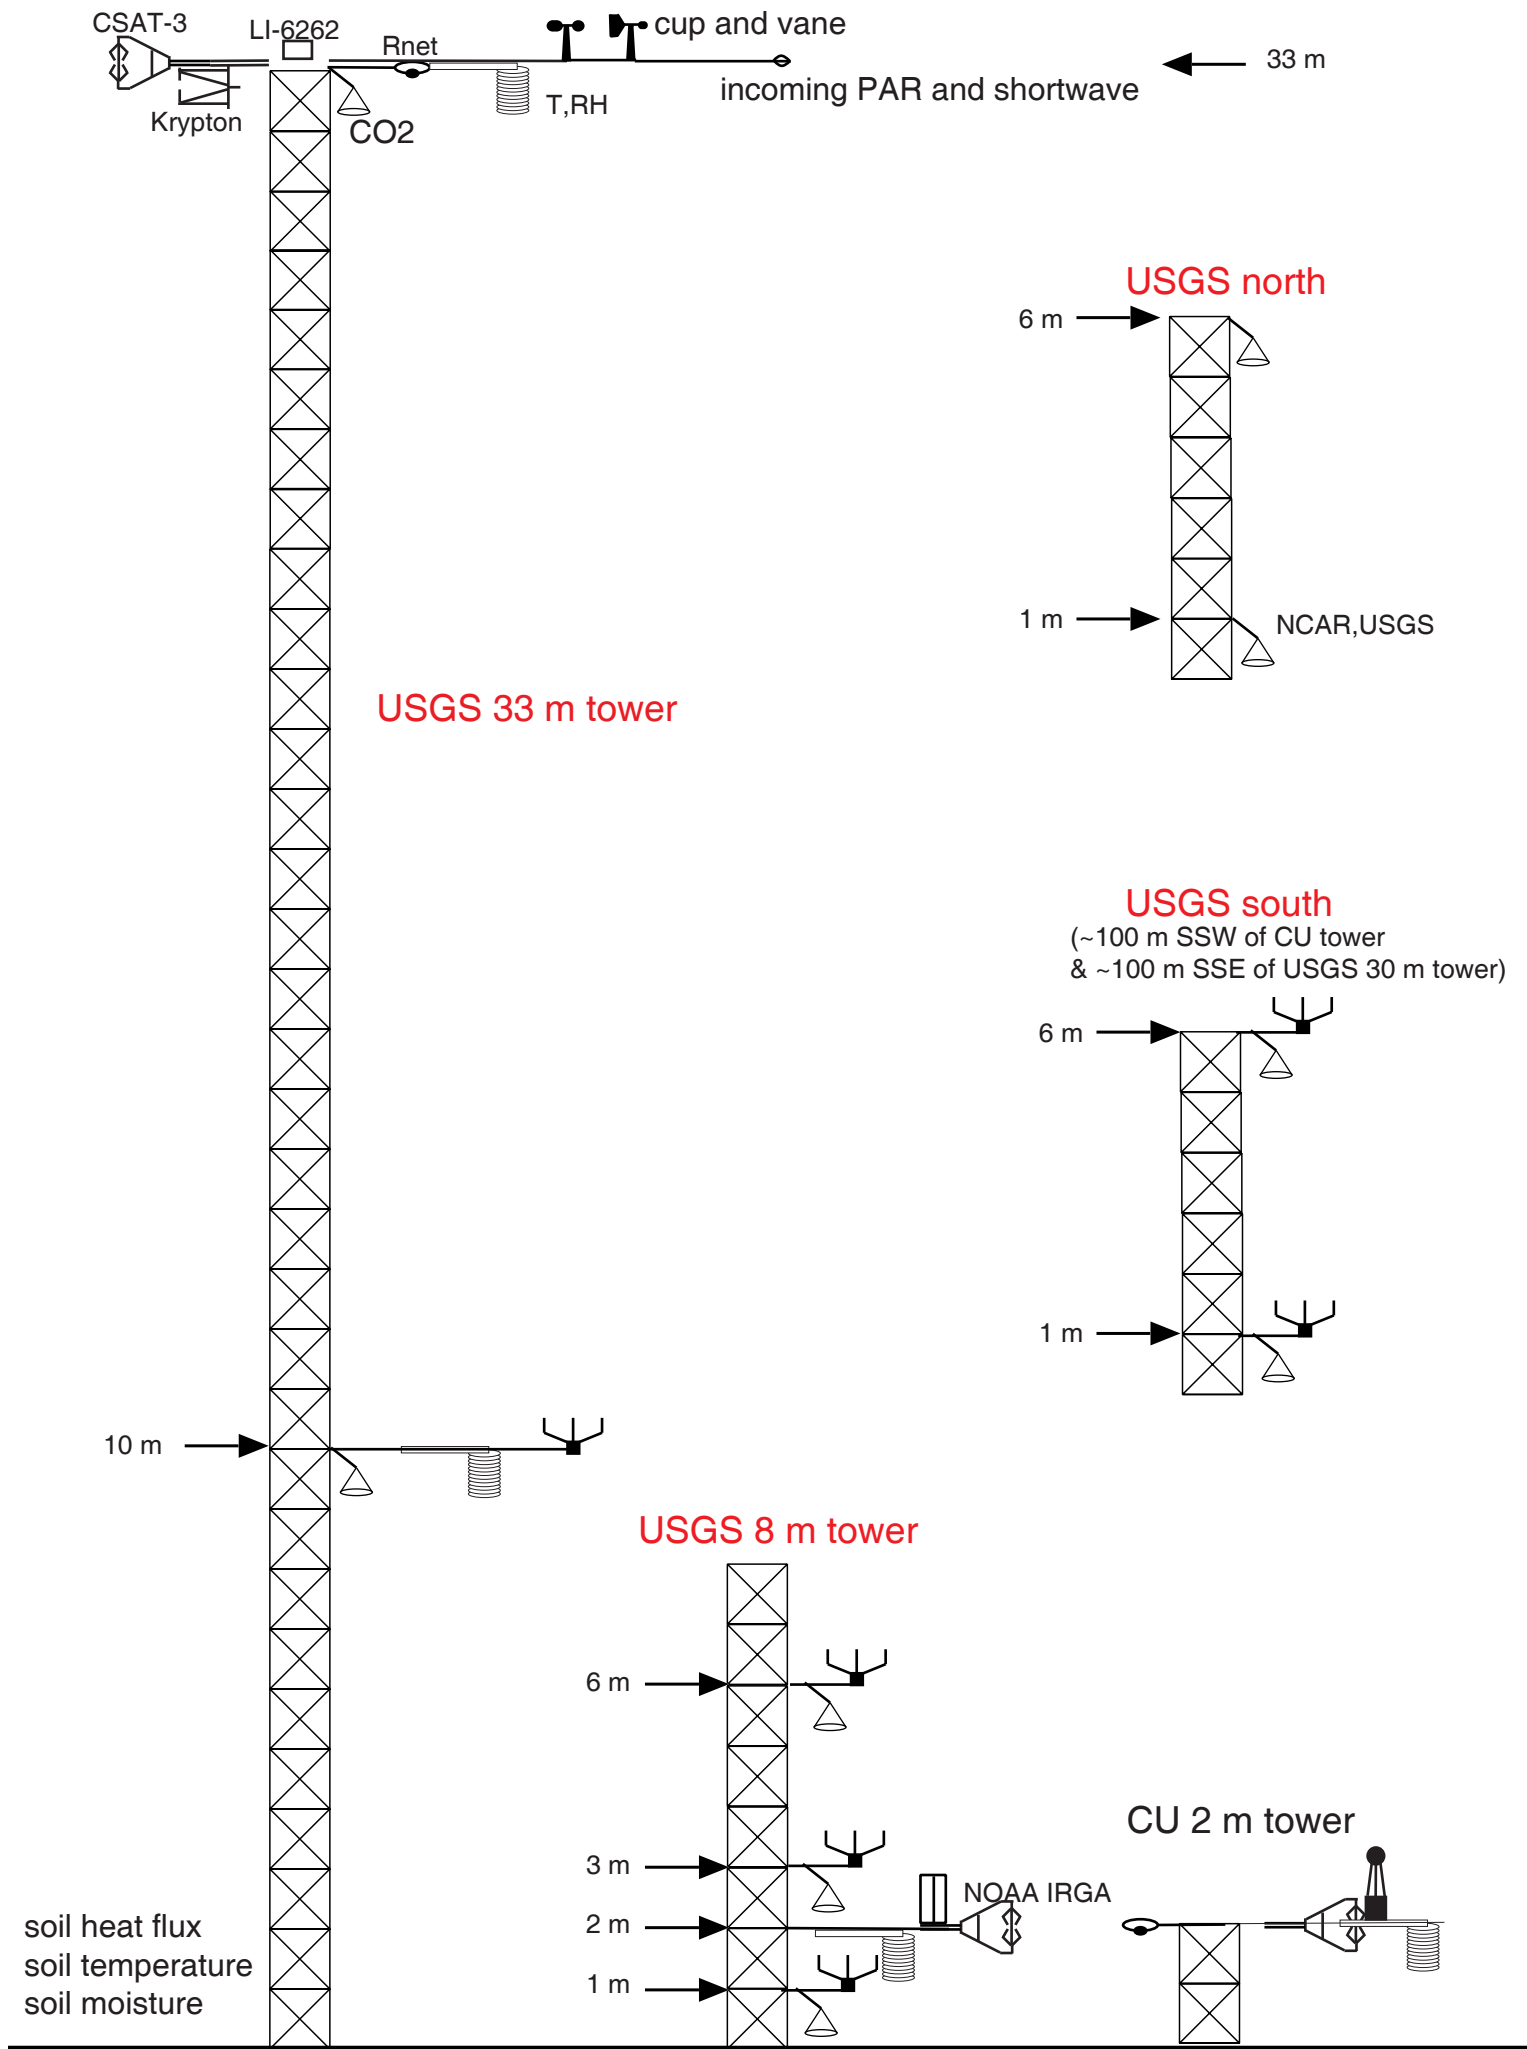 CSAT-3
LI-6262
Rnet
cup and vane
33 m
incoming PAR and shortwave
T,RH
Krypton
CO2
USGS north
6 m
1 m
NCAR,USGS
USGS 33 m tower
USGS south
(~100 m SSW of CU tower
& ~100 m SSE of USGS 30 m tower)
6 m
1 m
10 m
USGS 8 m tower
6 m
3 m
NOAA IRGA
2 m
1 m
CU 2 m tower
soil heat flux
soil temperature
soil moisture